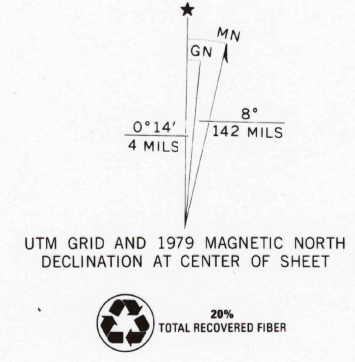 ★
MN
GN
0°14'
4 MILS
8°
142 MILS
UTM GRID AND 1979 MAGNETIC NORTH
DECLINATION AT CENTER OF SHEET
20%
TOTAL RECOVERED FIBER